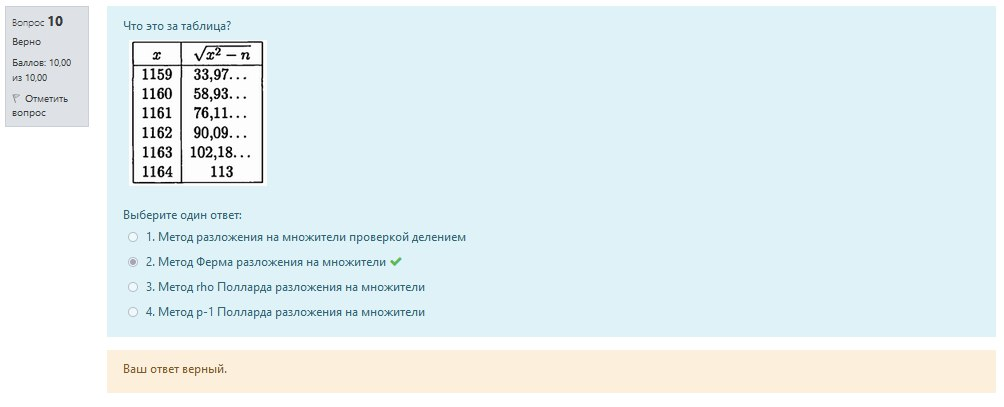 Вопрос 10
Верно
Баллов: 10,00
из 10,00
Отметить
вопрос
Что это за таблица?
x √x² − n
1159 33,97...
1160 58,93...
1161 76,11...
1162 90,09...
1163 102,18...
1164 113
Выберите один ответ:
1. Метод разложения на множители проверкой делением
2. Метод Ферма разложения на множители
3. Метод rho Полларда разложения на множители
4. Метод p-1 Полларда разложения на множители
Ваш ответ верный.